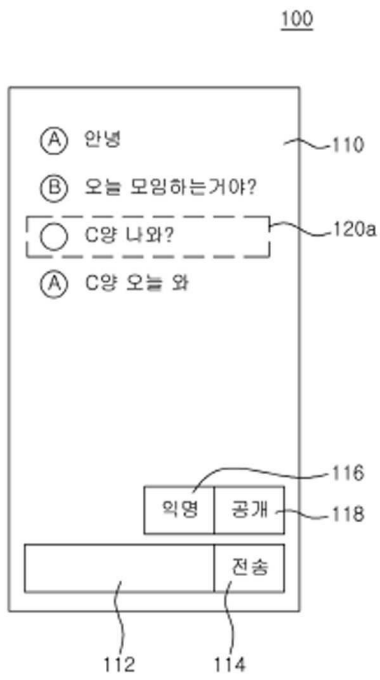 100
Ⓐ 안녕
110
Ⓑ 오늘 모임하는거야?
120a
C양 나와?
Ⓐ C양 오늘 와
116
익명 공개
118
전송
112 114